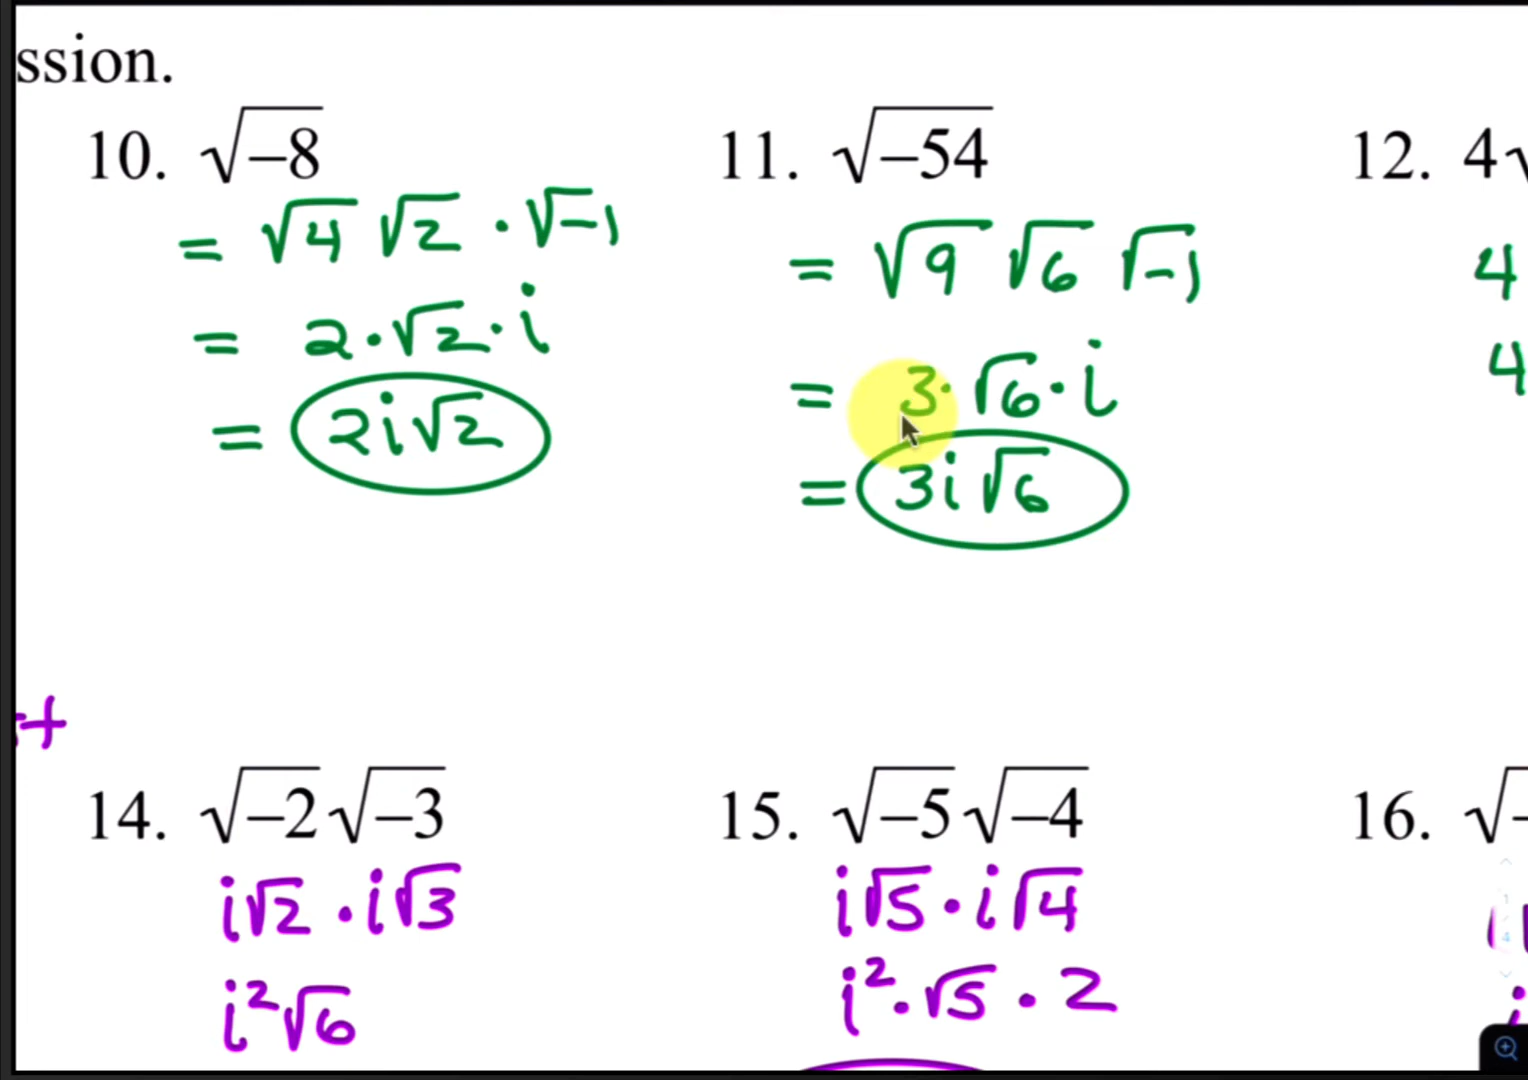 ssion.
10. √−8
11. √−54
12. 4√
= √4 √2 · √−1
= √9 √6 √−1
4
= 2 · √2 · i
= 3 · √6 · i
4
= 2i√2
= 3i√6
+
14. √−2 √−3
15. √−5 √−4
16. √−
i√2 · i√3
i√5 · i√4
i²√6
i² · √5 · 2